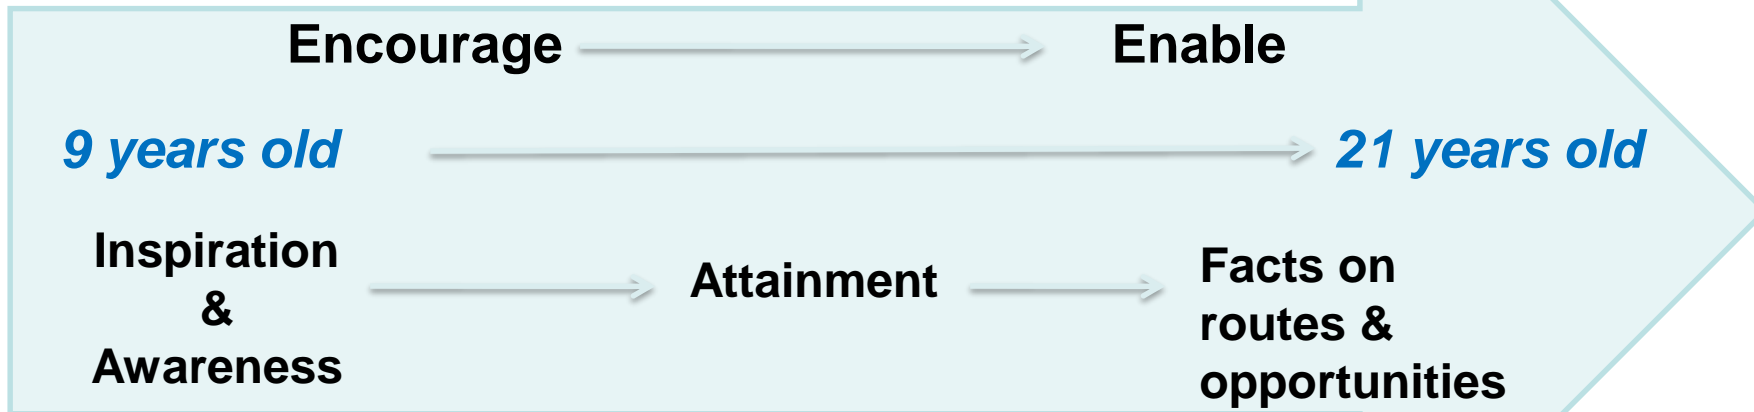 Encourage Enable
9 years old 21 years old
Inspiration
&
Awareness
Attainment
Facts on
routes &
opportunities